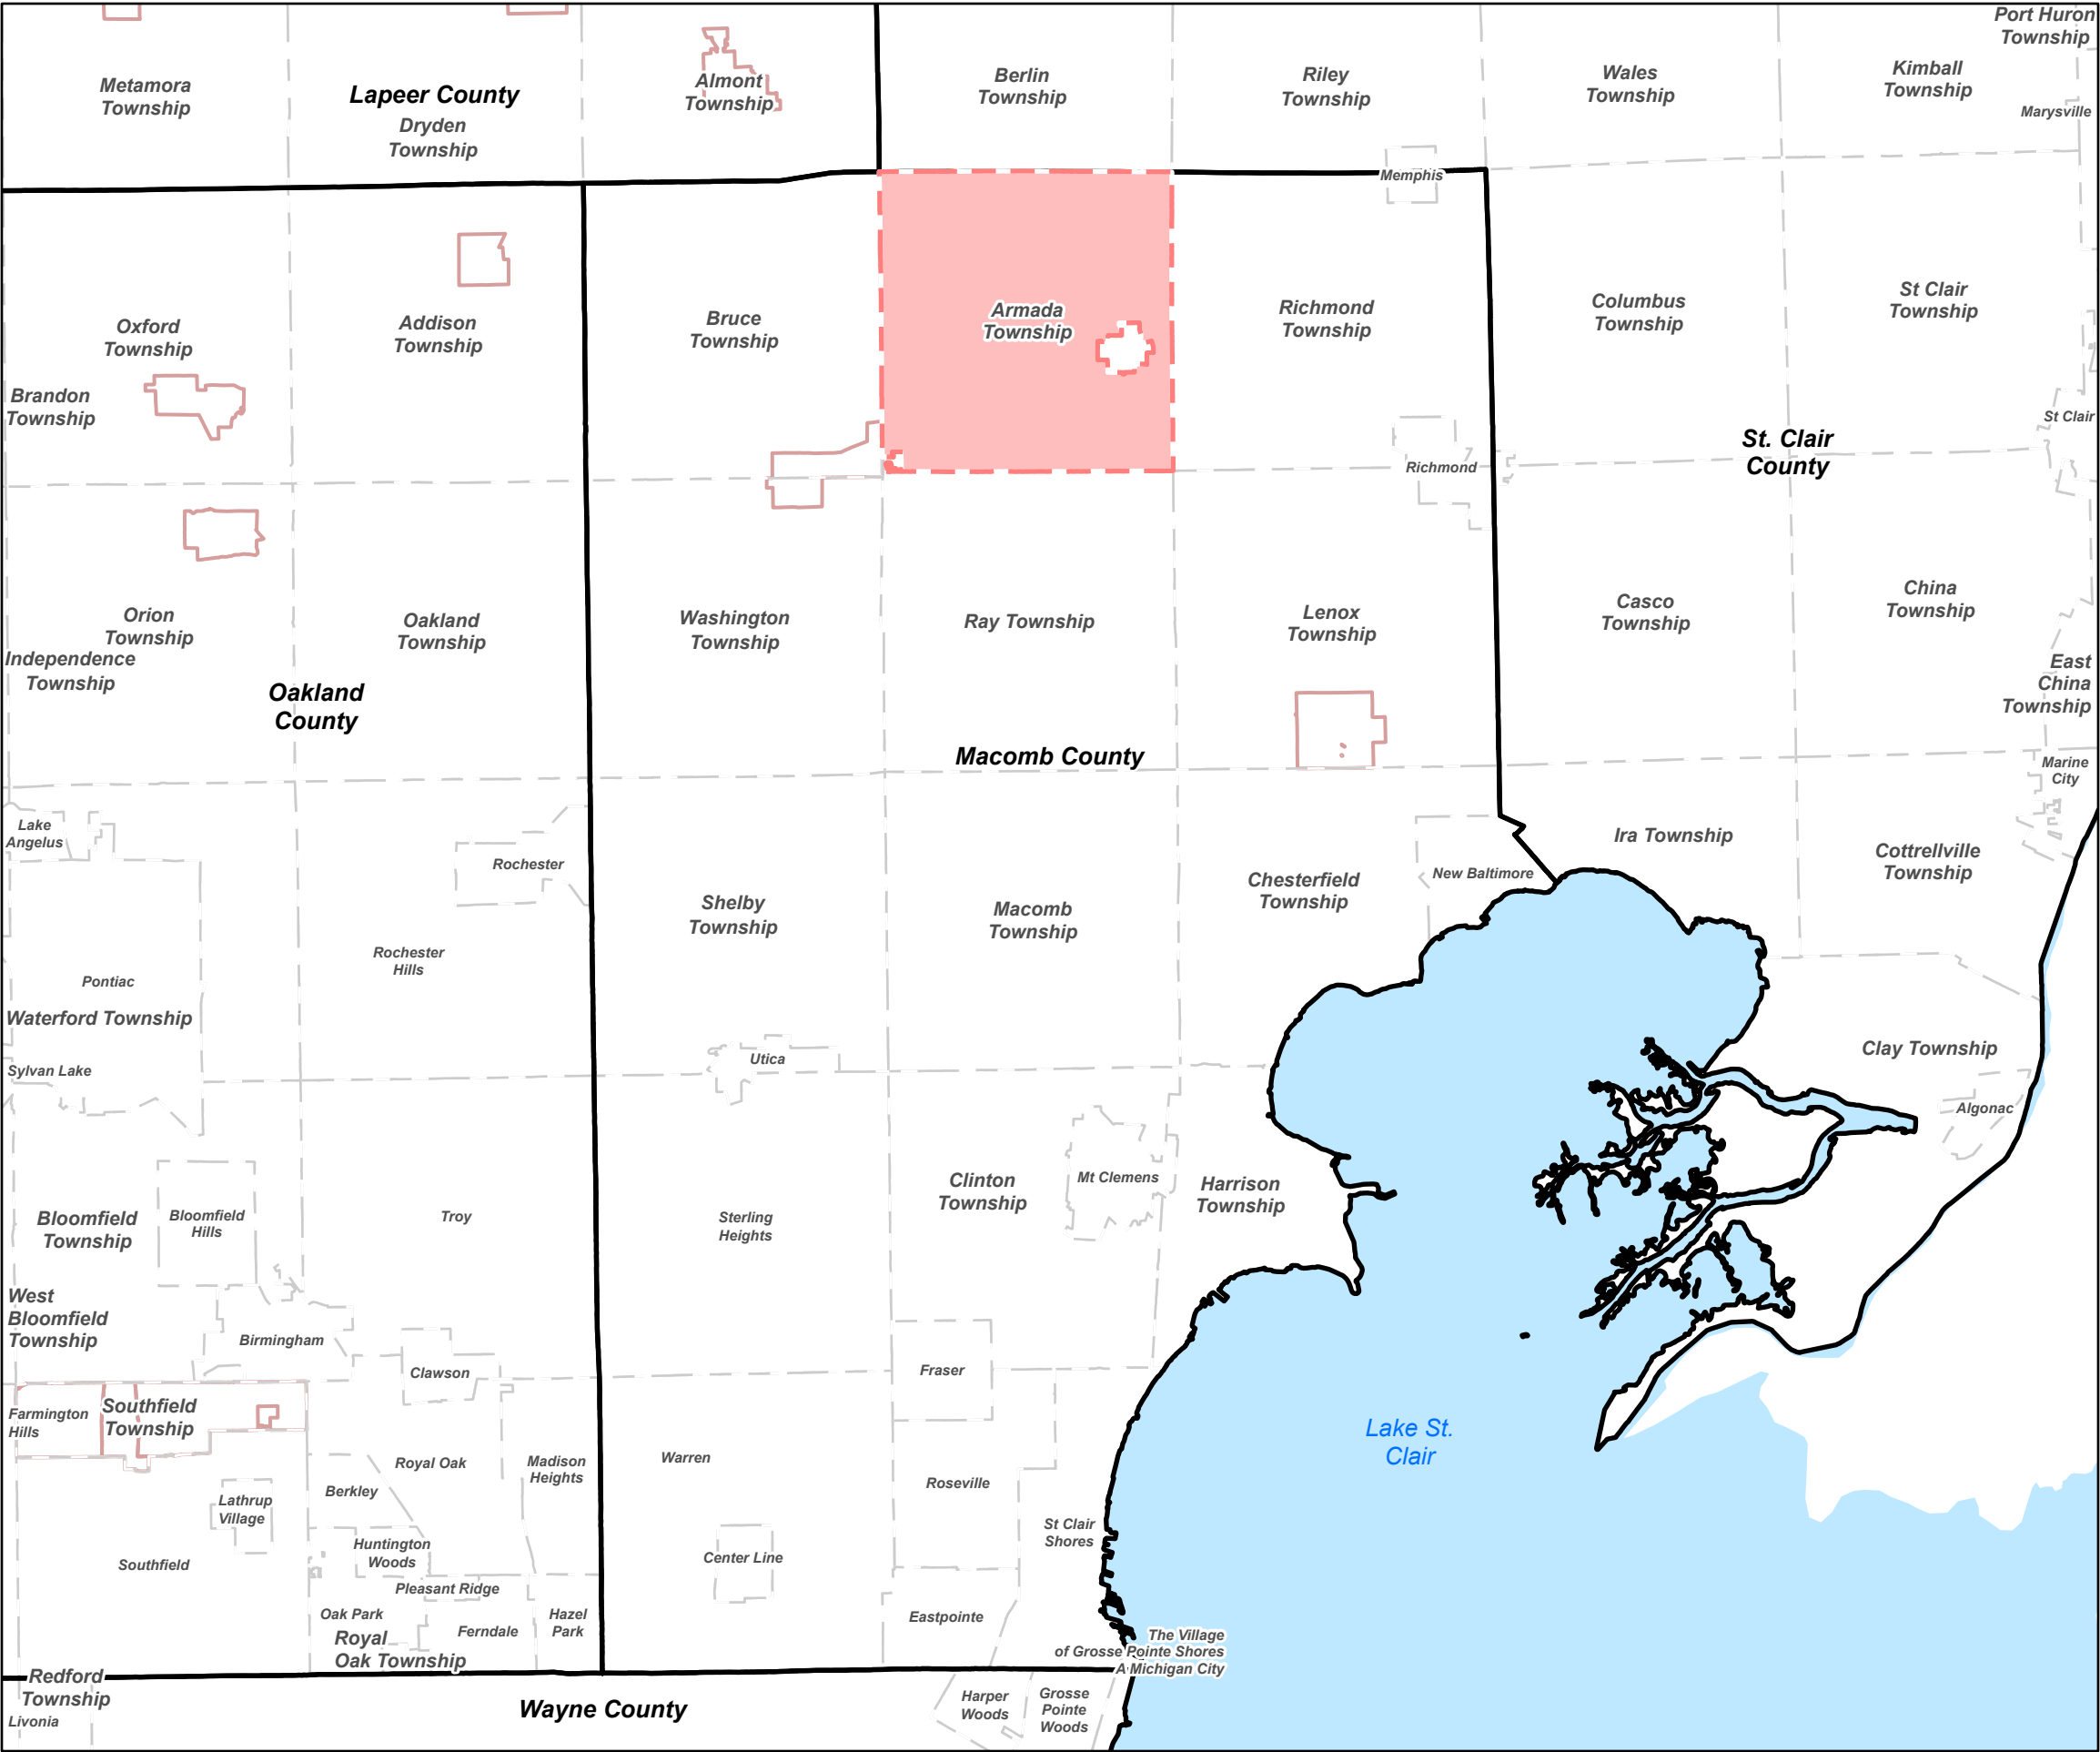 Port Huron
Township
Metamora
Township
Lapeer County
Dryden
Township
Almont
Township
Berlin
Township
Riley
Township
Wales
Township
Kimball
Township
Marysville
Memphis
Oxford
Township
Addison
Township
Bruce
Township
Armada
Township
Richmond
Township
Columbus
Township
St Clair
Township
Brandon
Township
St Clair
St. Clair
County
Richmond
Orion
Township
Oakland
Township
Washington
Township
Ray Township
Lenox
Township
Casco
Township
China
Township
Independence
Township
East
China
Township
Oakland
County
Macomb County
Marine
City
Lake
Angelus
Rochester
Shelby
Township
Macomb
Township
Chesterfield
Township
New Baltimore
Ira Township
Cottrellville
Township
Rochester
Hills
Pontiac
Waterford Township
Sylvan Lake
Utica
Clay Township
Algonac
Bloomfield
Township
Bloomfield
Hills
Troy
Sterling
Heights
Clinton
Township
Mt Clemens
Harrison
Township
West
Bloomfield
Township
Birmingham
Clawson
Fraser
Farmington
Hills
Southfield
Township
Lake St.
Clair
Royal Oak
Madison
Heights
Warren
Roseville
Berkley
Lathrup
Village
St Clair
Shores
Huntington
Woods
Center Line
Southfield
Pleasant Ridge
Oak Park
Ferndale
Hazel
Park
Eastpointe
Royal
Oak Township
The Village
of Grosse Pointe Shores
A Michigan City
Redford
Township
Livonia
Wayne County
Harper
Woods
Grosse
Pointe
Woods